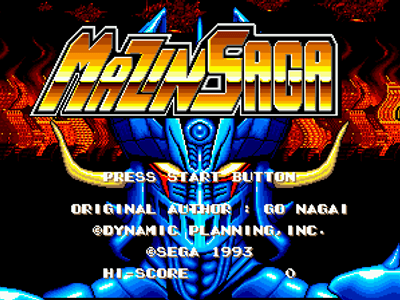 MAZIN SAGA
PRESS START BUTTON
ORIGINAL AUTHOR : GO NAGAI
©DYNAMIC PLANNING,INC.
©SEGA 1993
HI-SCORE 0